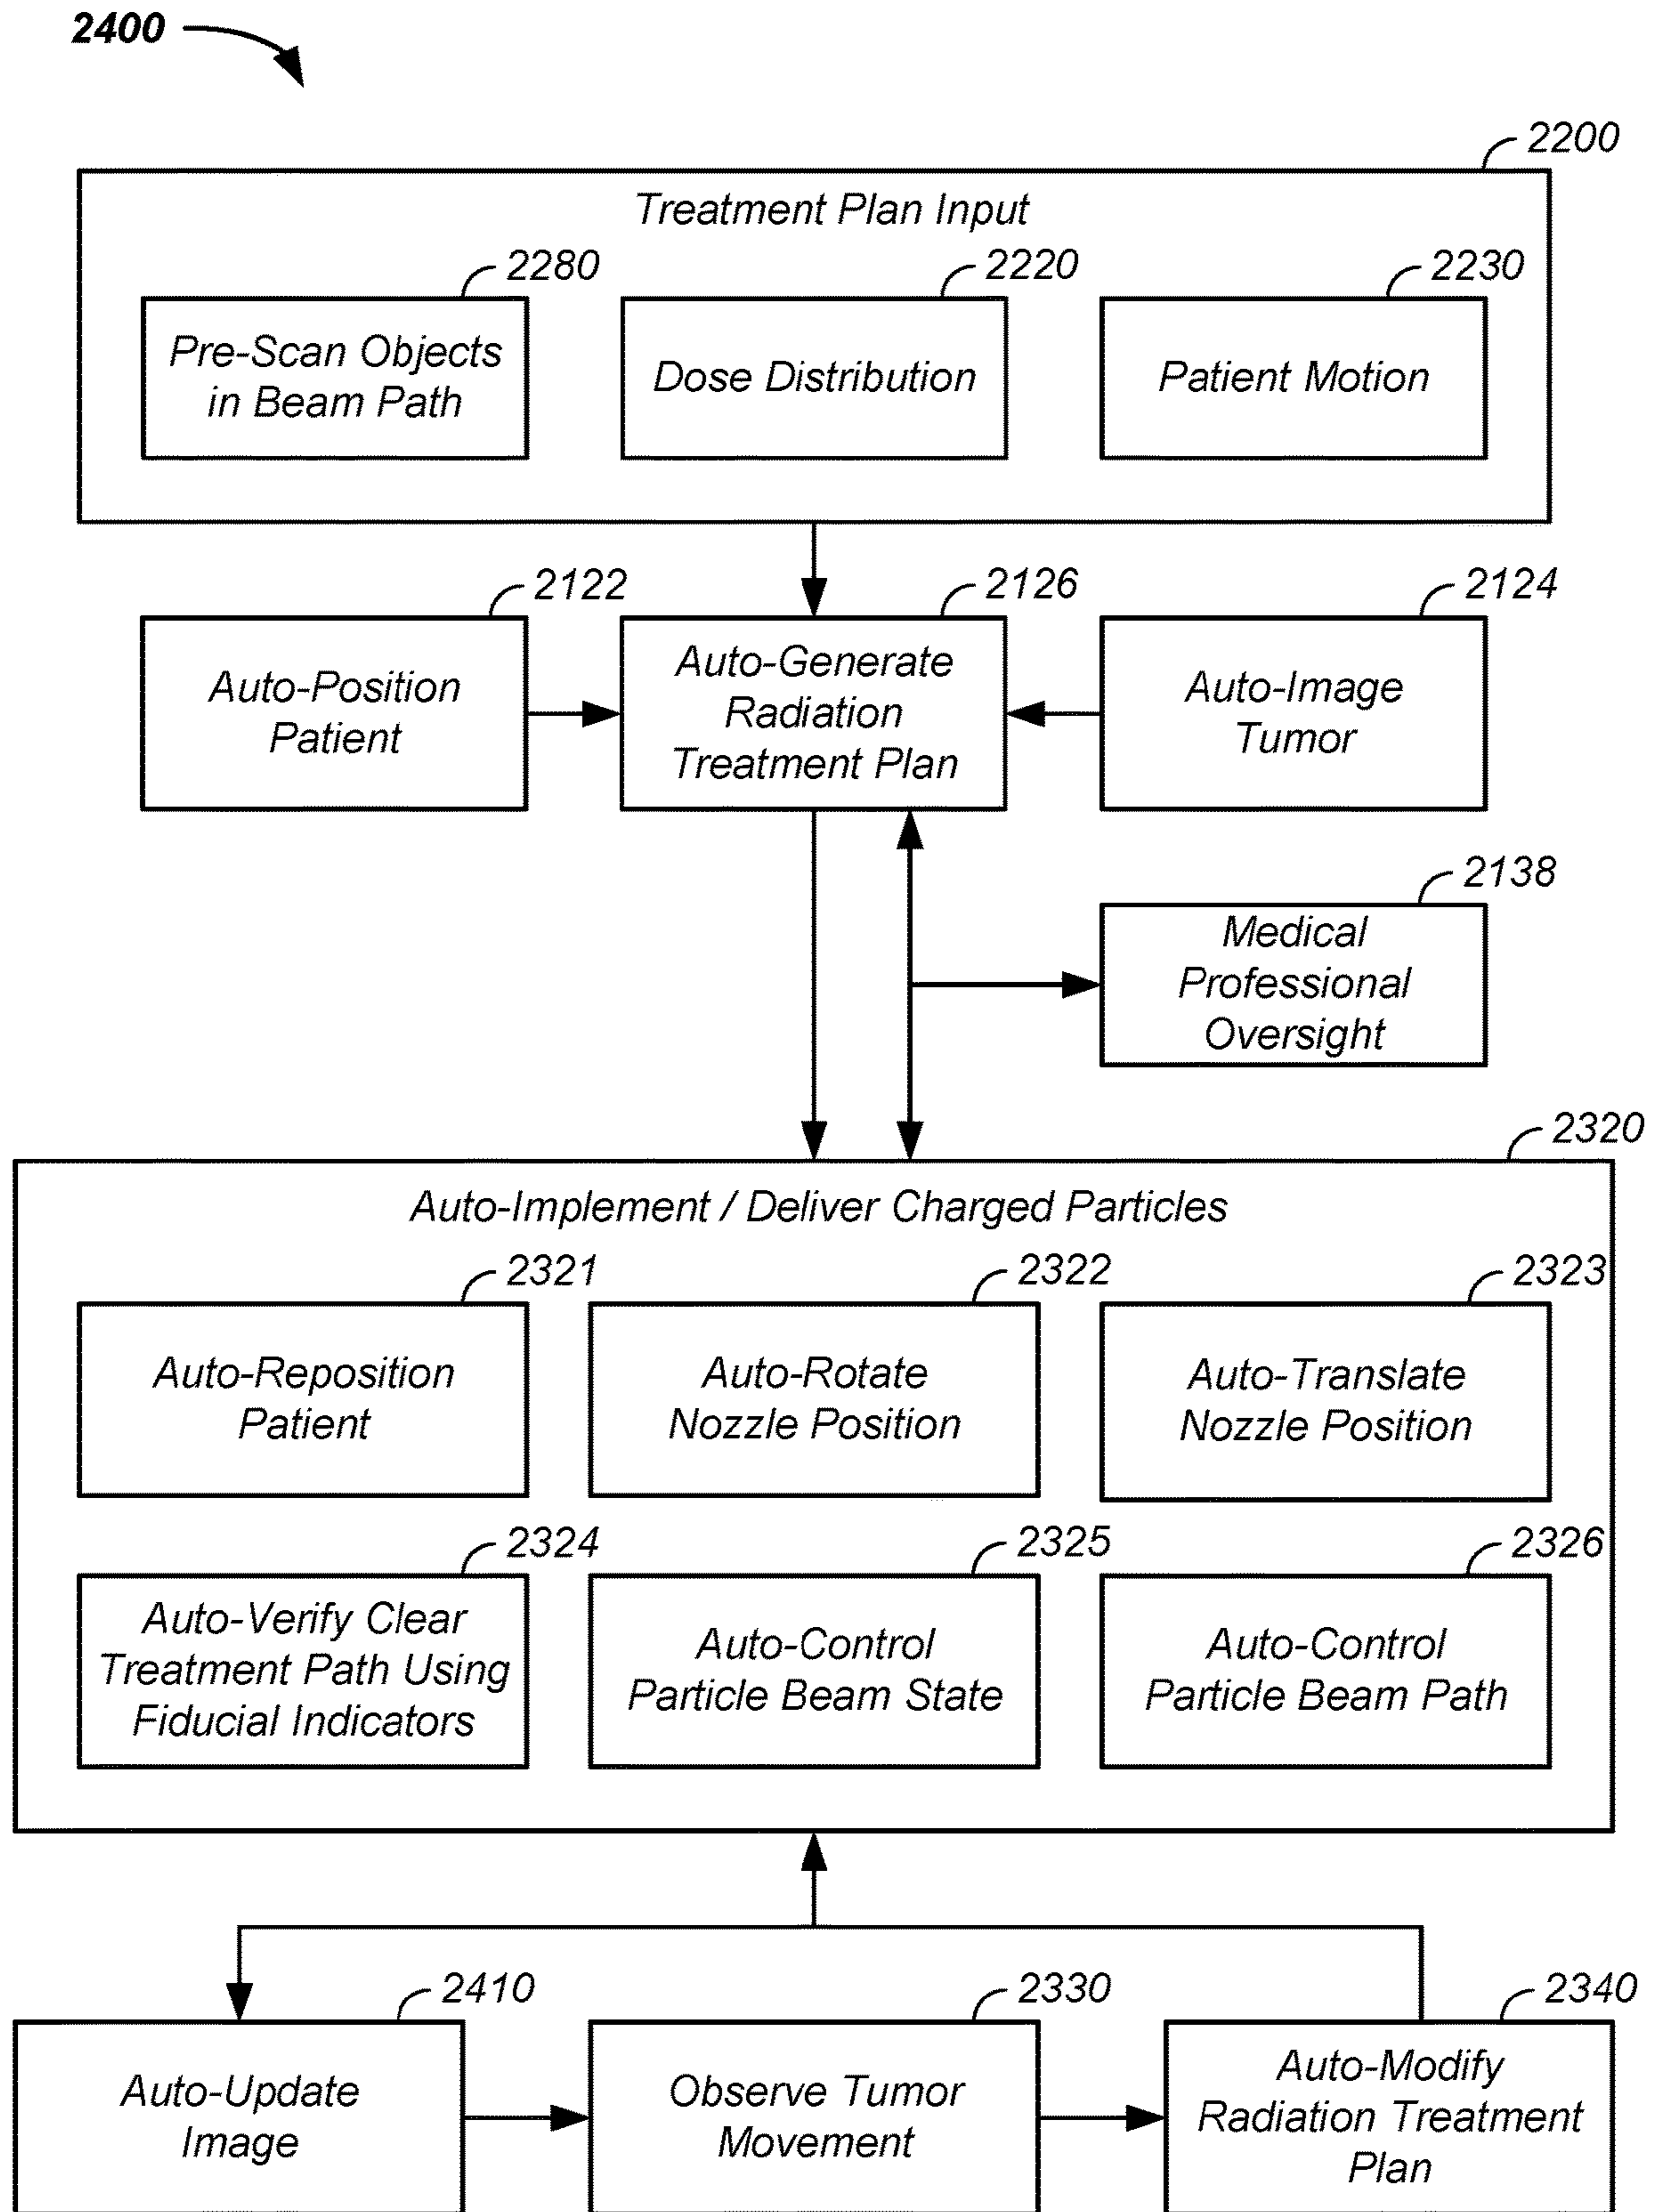 2400
2200
Treatment Plan Input
2280
2220
2230
Pre-Scan Objects
in Beam Path
Dose Distribution
Patient Motion
2122
2126
2124
Auto-Position
Patient
Auto-Generate
Radiation
Treatment Plan
Auto-Image
Tumor
2138
Medical
Professional
Oversight
2320
Auto-Implement / Deliver Charged Particles
2321
2322
2323
Auto-Reposition
Patient
Auto-Rotate
Nozzle Position
Auto-Translate
Nozzle Position
2324
2325
2326
Auto-Verify Clear
Treatment Path Using
Fiducial Indicators
Auto-Control
Particle Beam State
Auto-Control
Particle Beam Path
2410
2330
2340
Auto-Update
Image
Observe Tumor
Movement
Auto-Modify
Radiation Treatment
Plan